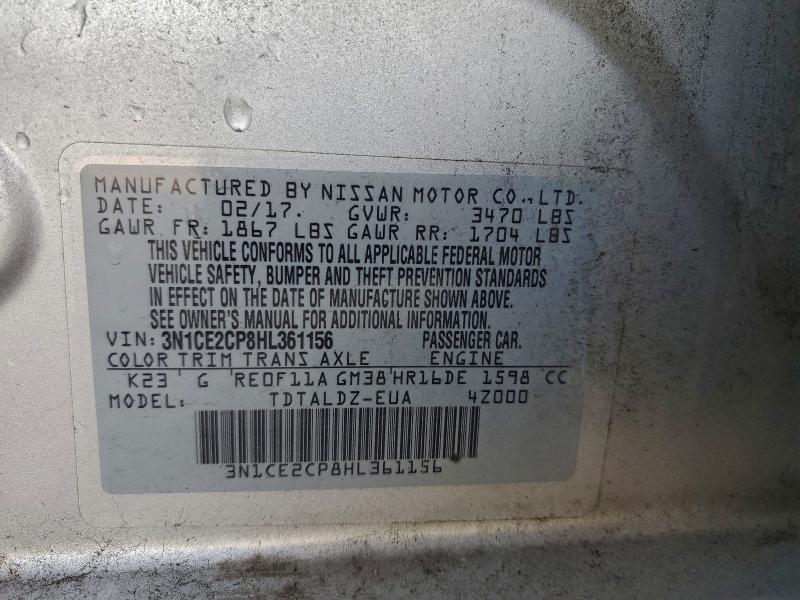 MANUFACTURED BY NISSAN MOTOR CO., LTD.
DATE: 02/17. GVWR: 3470 LBS
GAWR FR: 1867 LBS GAWR RR: 1704 LBS
THIS VEHICLE CONFORMS TO ALL APPLICABLE FEDERAL MOTOR
VEHICLE SAFETY, BUMPER AND THEFT PREVENTION STANDARDS
IN EFFECT ON THE DATE OF MANUFACTURE SHOWN ABOVE.
SEE OWNER'S MANUAL FOR ADDITIONAL INFORMATION.
VIN: 3N1CE2CP8HL361156 PASSENGER CAR.
COLOR TRIM TRANS AXLE ENGINE
K23 G RE0F11A GM38 HR16DE 1598 CC
MODEL: TDTALDZ-EUA 4Z000
3N1CE2CP8HL361156